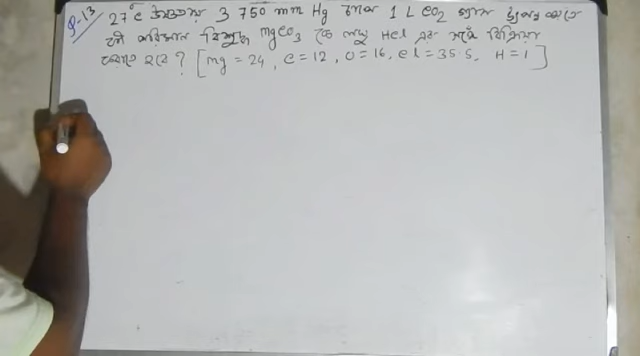 Q-13 27°C উষ্ণতায় ও 750 mm Hg চাপে 1 L CO2 গ্যাস উৎপন্ন করতে
কী পরিমান বিশুদ্ধ MgCO3 কে লঘু HCl এর সঙ্গে বিক্রিয়া
করাতে হবে ? [ Mg = 24 , C = 12 , O = 16 , Cl = 35.5, H = 1 ]